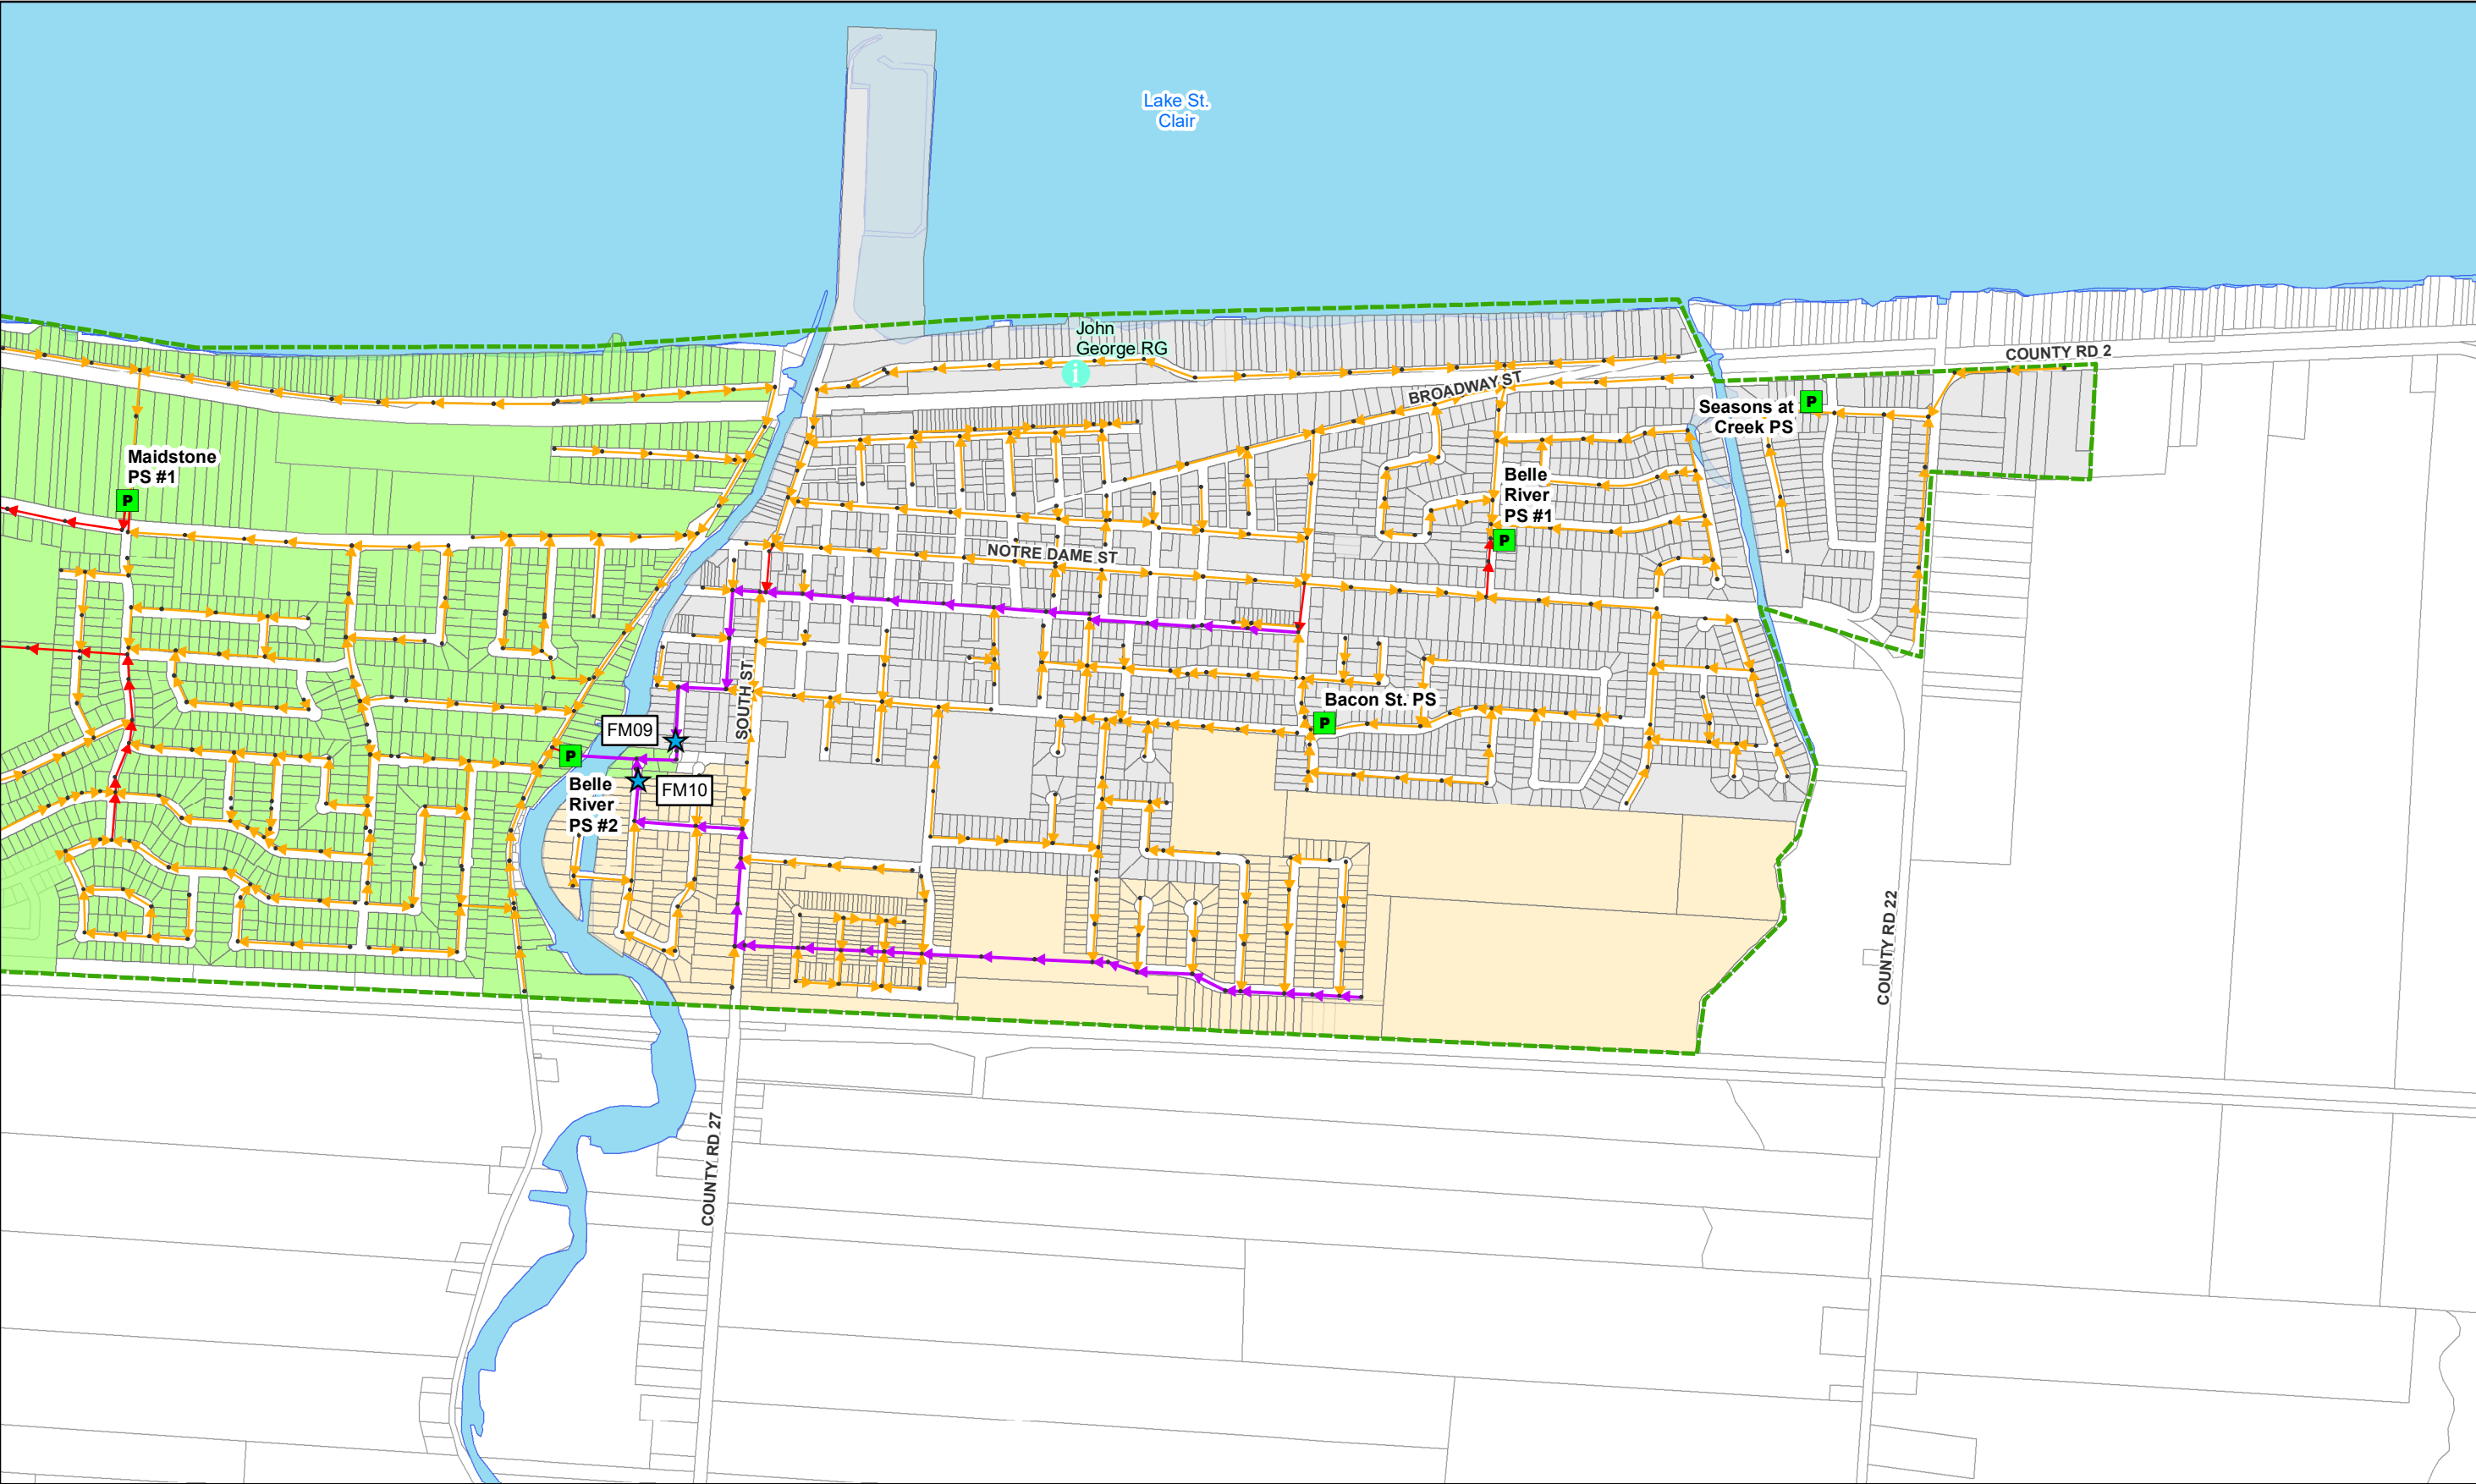 Lake St.
Clair
John
George RG
i
COUNTY RD 2
BROADWAY ST
Seasons at
Creek PS
P
Maidstone
PS #1
P
Belle
River
PS #1
P
NOTRE DAME ST
SOUTH ST
Bacon St. PS
P
FM09
P
Belle
River
PS #2
FM10
COUNTY RD 22
COUNTY RD 27